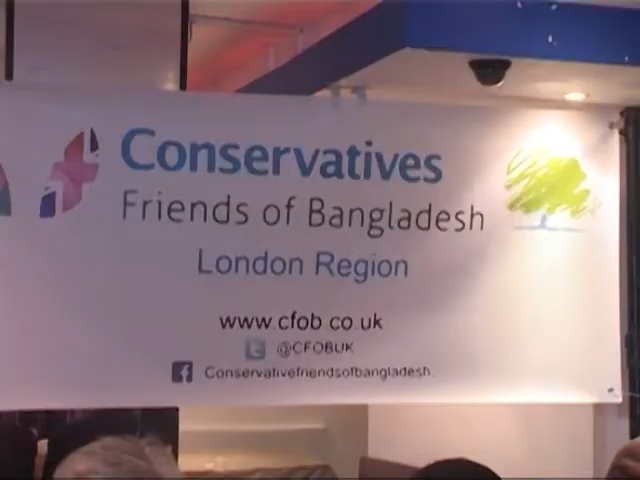 Conservatives
Friends of Bangladesh
London Region
www.cfob.co.uk
@CFOBUK
Conservativefriendsofbangladesh